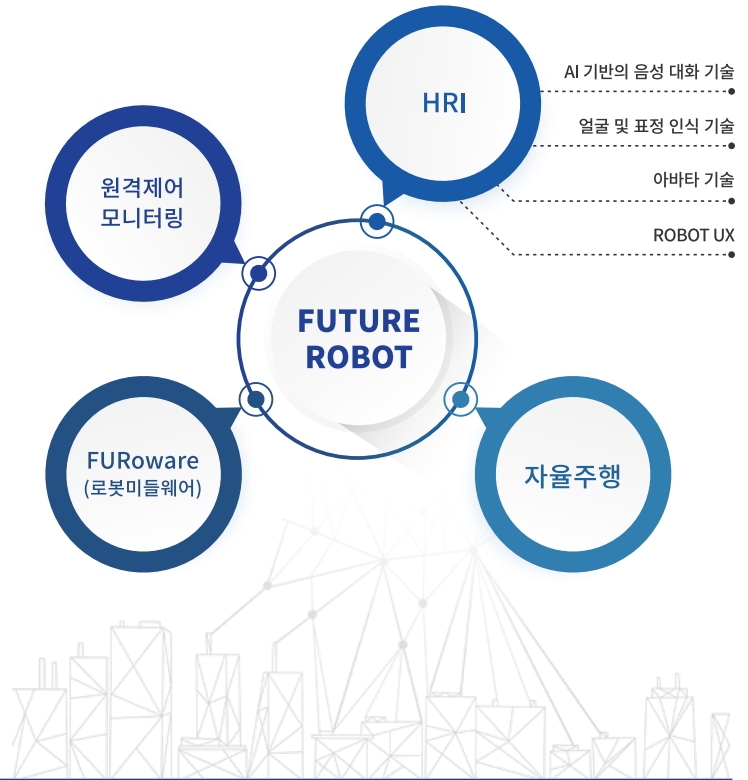 HRI
AI 기반의 음성 대화 기술
얼굴 및 표정 인식 기술
아바타 기술
ROBOT UX
원격제어
모니터링
FUTURE
ROBOT
FURoware
(로봇미들웨어)
자율주행